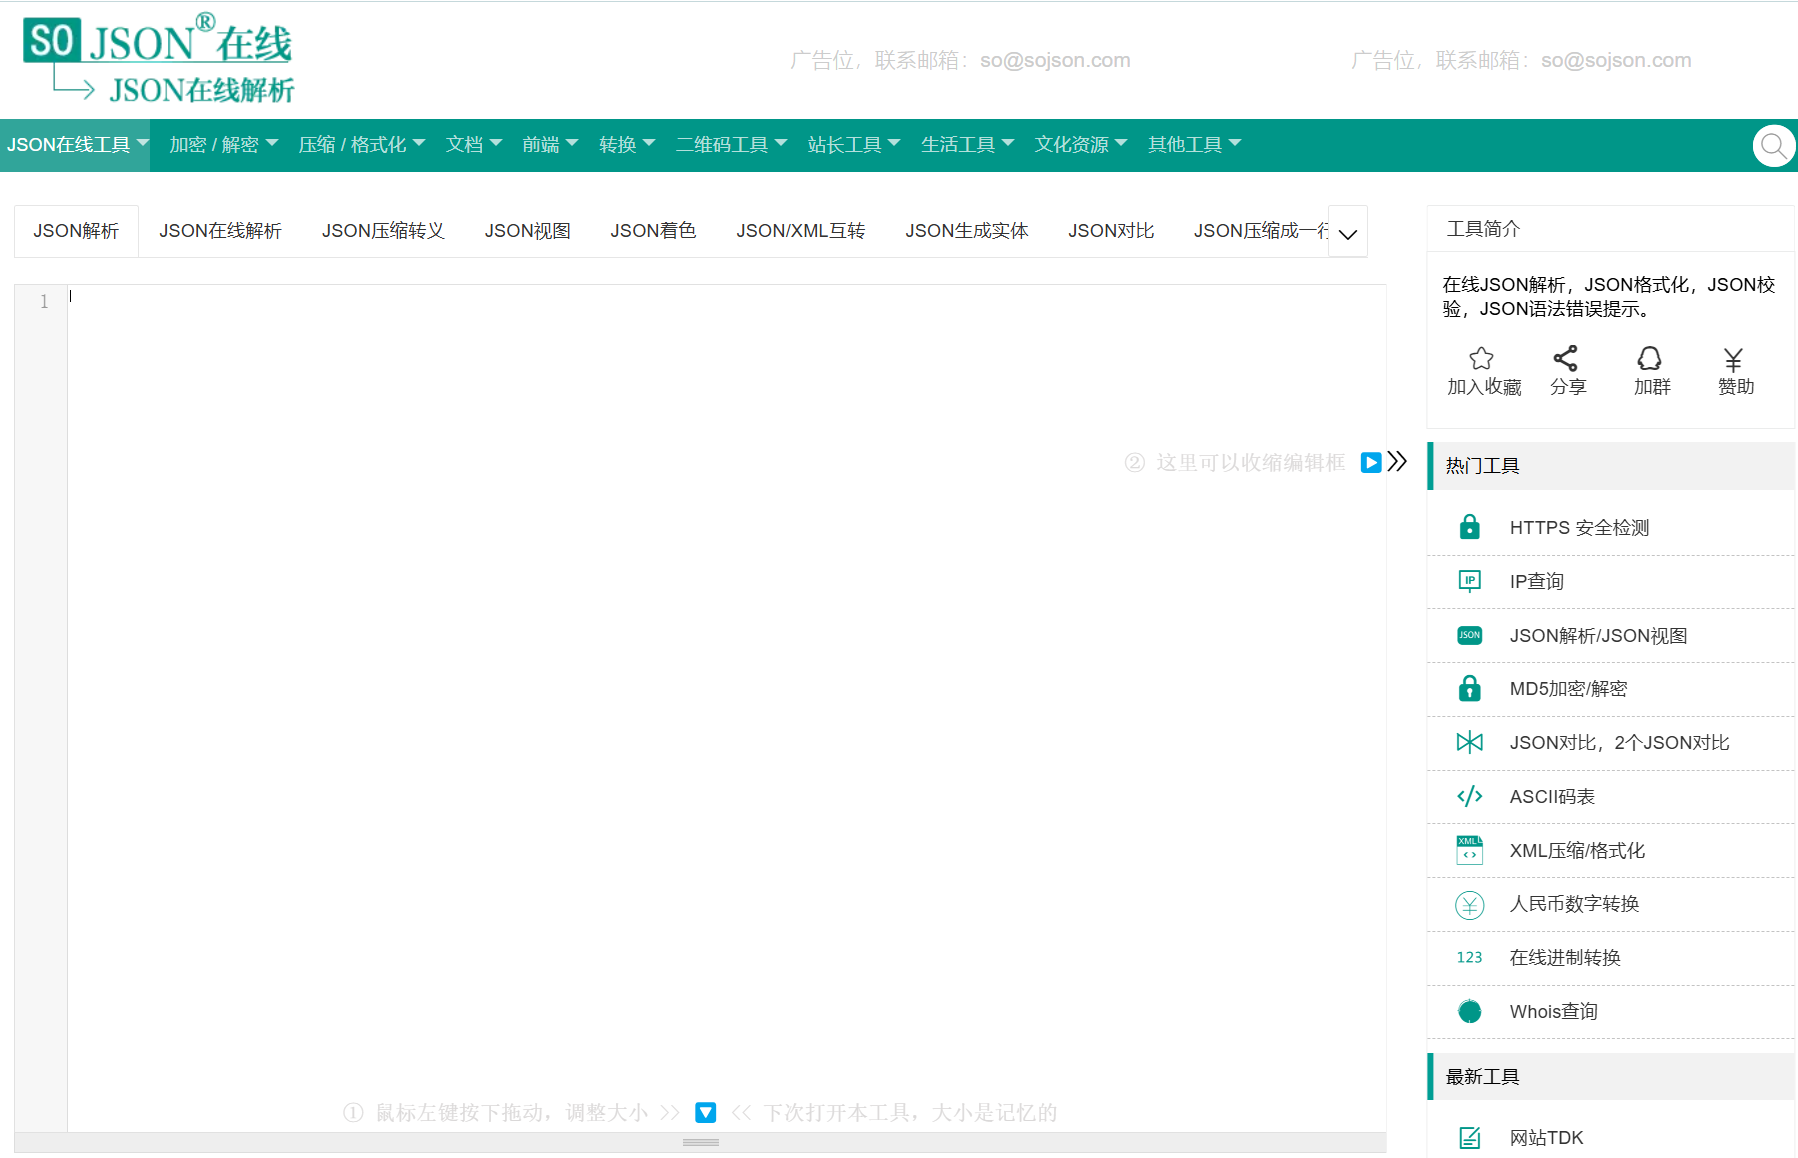 SO JSON®在线
JSON在线解析
广告位，联系邮箱：so@sojson.com
广告位，联系邮箱：so@sojson.com
JSON在线工具 加密 / 解密 压缩 / 格式化 文档 前端 转换 二维码工具 站长工具 生活工具 文化资源 其他工具
JSON解析 JSON在线解析 JSON压缩转义 JSON视图 JSON着色 JSON/XML互转 JSON生成实体 JSON对比 JSON压缩成一行
1
② 这里可以收缩编辑框
① 鼠标左键按下拖动，调整大小 >> << 下次打开本工具，大小是记忆的
工具简介
在线JSON解析，JSON格式化，JSON校
验，JSON语法错误提示。
加入收藏 分享 加群 赞助
热门工具
HTTPS 安全检测
IP IP查询
JSON JSON解析/JSON视图
MD5加密/解密
JSON对比，2个JSON对比
ASCII码表
XML XML压缩/格式化
人民币数字转换
123 在线进制转换
Whois查询
最新工具
网站TDK